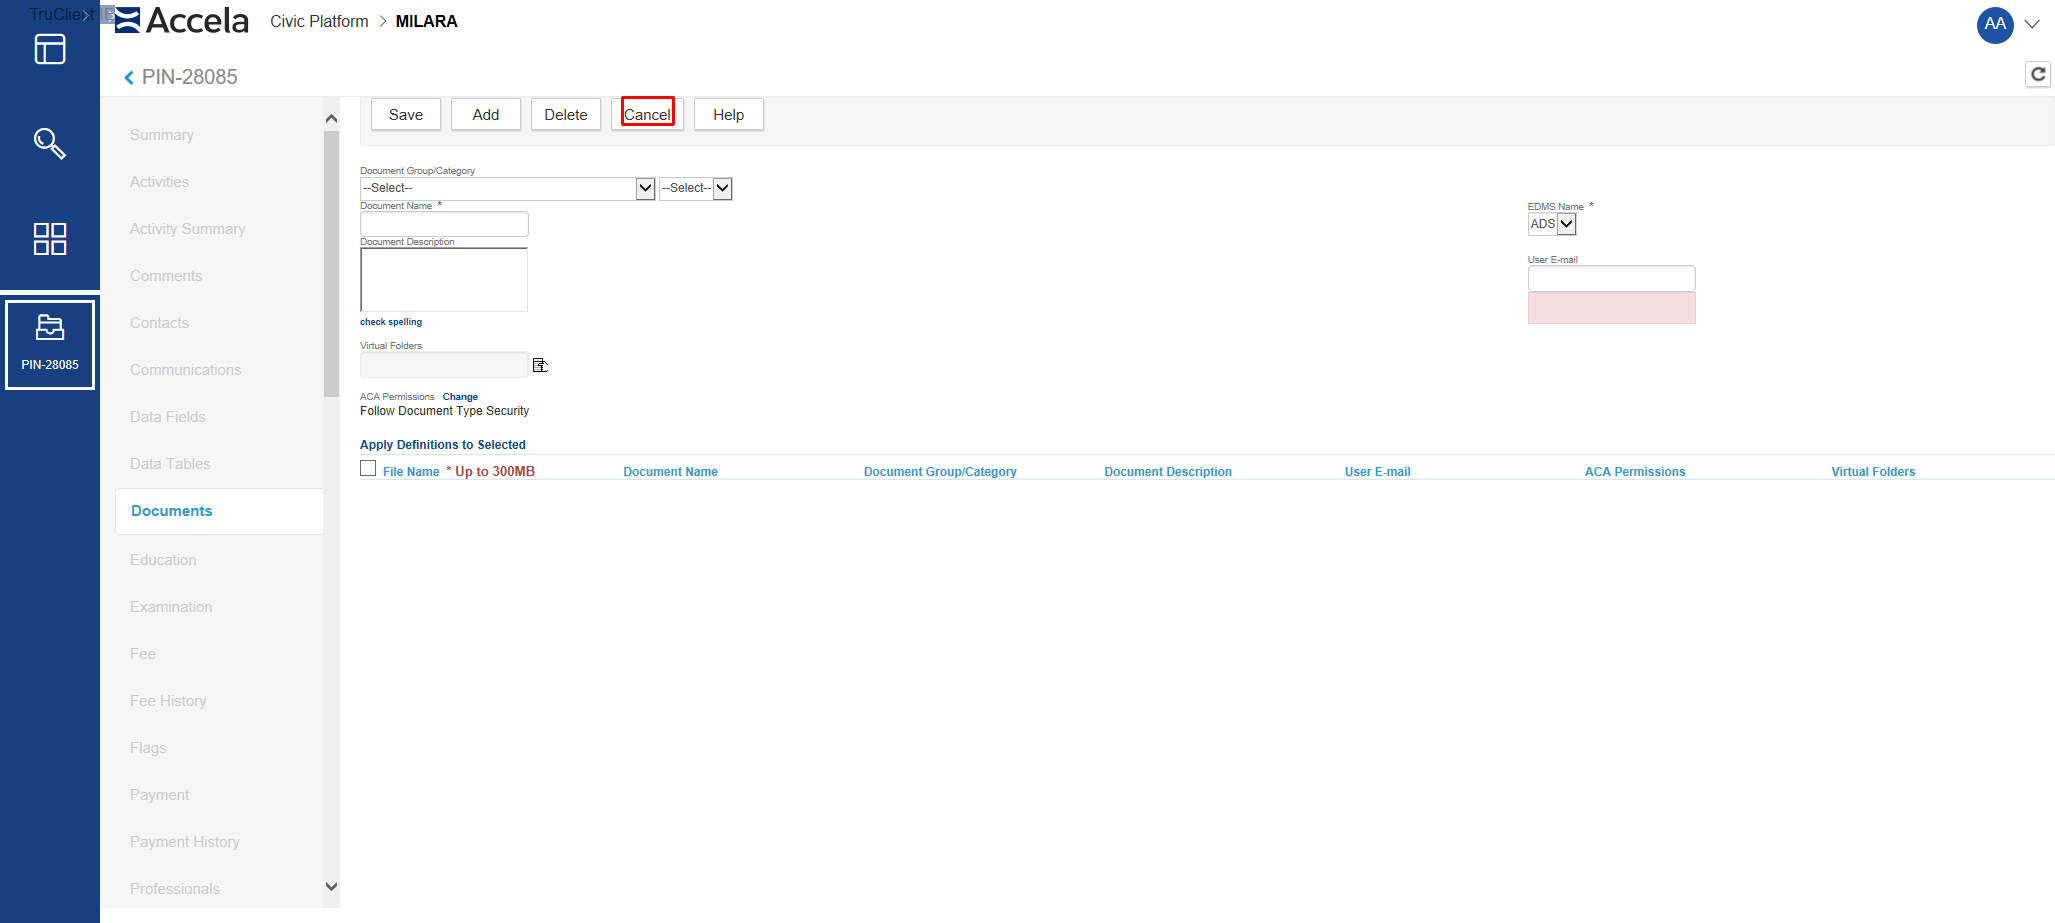 TruClient
Accela
Civic Platform > MILARA
AA
PIN-28085
Save
Add
Delete
Cancel
Help
Summary
Activities
Activity Summary
Comments
Contacts
Communications
Data Fields
Data Tables
Documents
Education
Examination
Fee
Fee History
Flags
Payment
Payment History
Professionals
PIN-28085
Document Group/Category
--Select--
--Select--
Document Name *
Document Description
check spelling
Virtual Folders
ACA Permissions Change
Follow Document Type Security
EDMS Name *
ADS
User E-mail
Apply Definitions to Selected
File Name * Up to 300MB
Document Name
Document Group/Category
Document Description
User E-mail
ACA Permissions
Virtual Folders